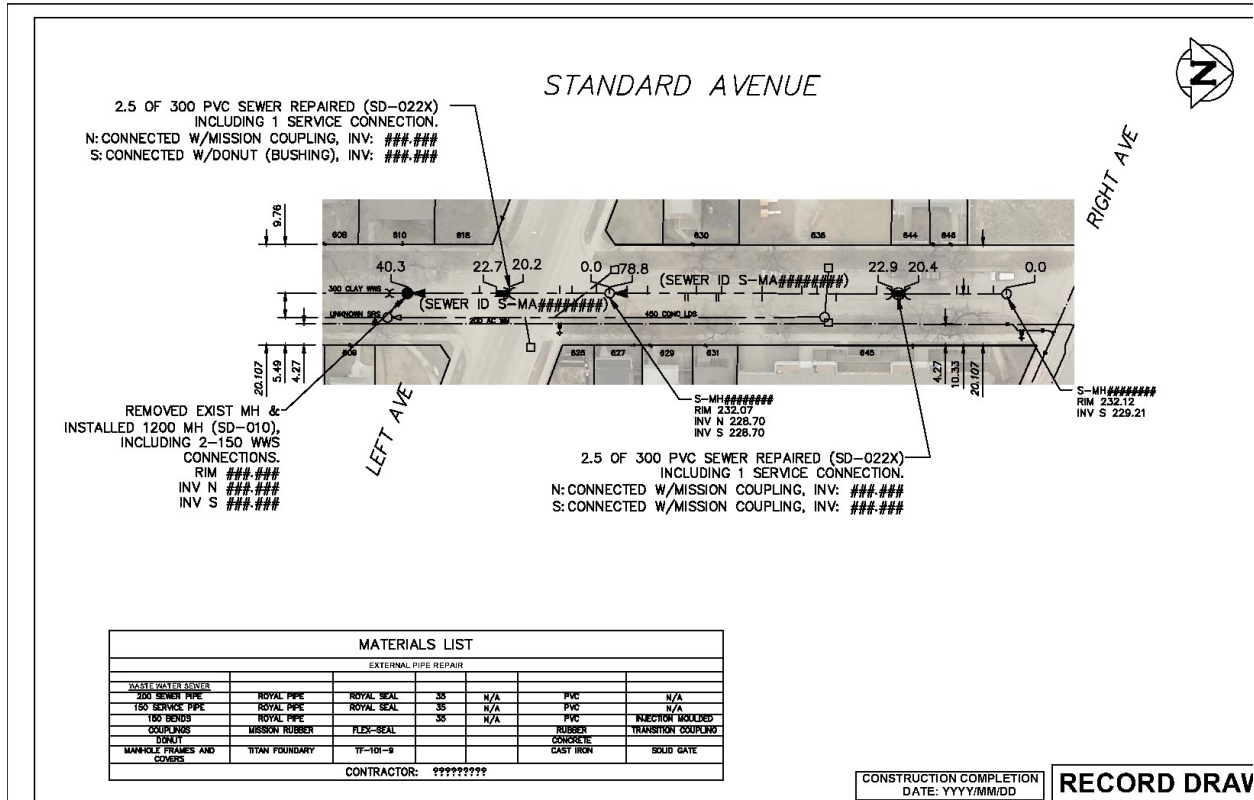 STANDARD AVENUE
N
RIGHT AVE
2.5 OF 300 PVC SEWER REPAIRED (SD-022X)
INCLUDING 1 SERVICE CONNECTION.
N: CONNECTED W/MISSION COUPLING, INV: ###.###
S: CONNECTED W/DONUT (BUSHING), INV: ###.###
9.76
608
610
618
630
636
644
646
40.3
22.7
20.2
0.0
78.8
22.9
20.4
0.0
(SEWER ID S-MA########)
(SEWER ID S-MA########)
300 CLAY WWS
UNKNOWN SRS
200 AC WM
450 CONC LDS
609
625
627
629
631
645
20.107
5.49
4.27
4.27
10.33
20.107
LEFT AVE
REMOVED EXIST MH &
INSTALLED 1200 MH (SD-010),
INCLUDING 2-150 WWS
CONNECTIONS.
RIM ###.###
INV N ###.###
INV S ###.###
S-MH########
RIM 232.07
INV N 228.70
INV S 228.70
S-MH########
RIM 232.12
INV S 229.21
2.5 OF 300 PVC SEWER REPAIRED (SD-022X)
INCLUDING 1 SERVICE CONNECTION.
N: CONNECTED W/MISSION COUPLING, INV: ###.###
S: CONNECTED W/MISSION COUPLING, INV: ###.###
MATERIALS LIST
EXTERNAL PIPE REPAIR
WASTE WATER SEWER
200 SEWER PIPE ROYAL PIPE ROYAL SEAL 35 N/A PVC N/A
150 SERVICE PIPE ROYAL PIPE ROYAL SEAL 35 N/A PVC N/A
150 BENDS ROYAL PIPE 35 N/A PVC INJECTION MOULDED
COUPLINGS MISSION RUBBER FLEX-SEAL RUBBER TRANSITION COUPLING
DONUT CONCRETE
MANHOLE FRAMES AND COVERS TITAN FOUNDARY TF-101-9 CAST IRON SOLID GATE
CONTRACTOR: ?????????
CONSTRUCTION COMPLETION
DATE: YYYY/MM/DD
RECORD DRAW